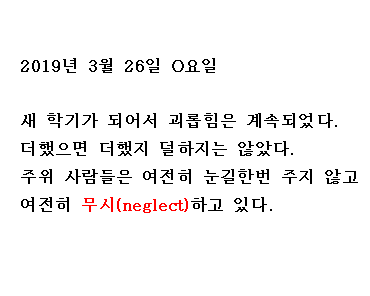 2019년 3월 26일 O요일
새 학기가 되어서 괴롭힘은 계속되었다.
더했으면 더했지 덜하지는 않았다.
주위 사람들은 여전히 눈길한번 주지 않고
여전히 무시(neglect)하고 있다.